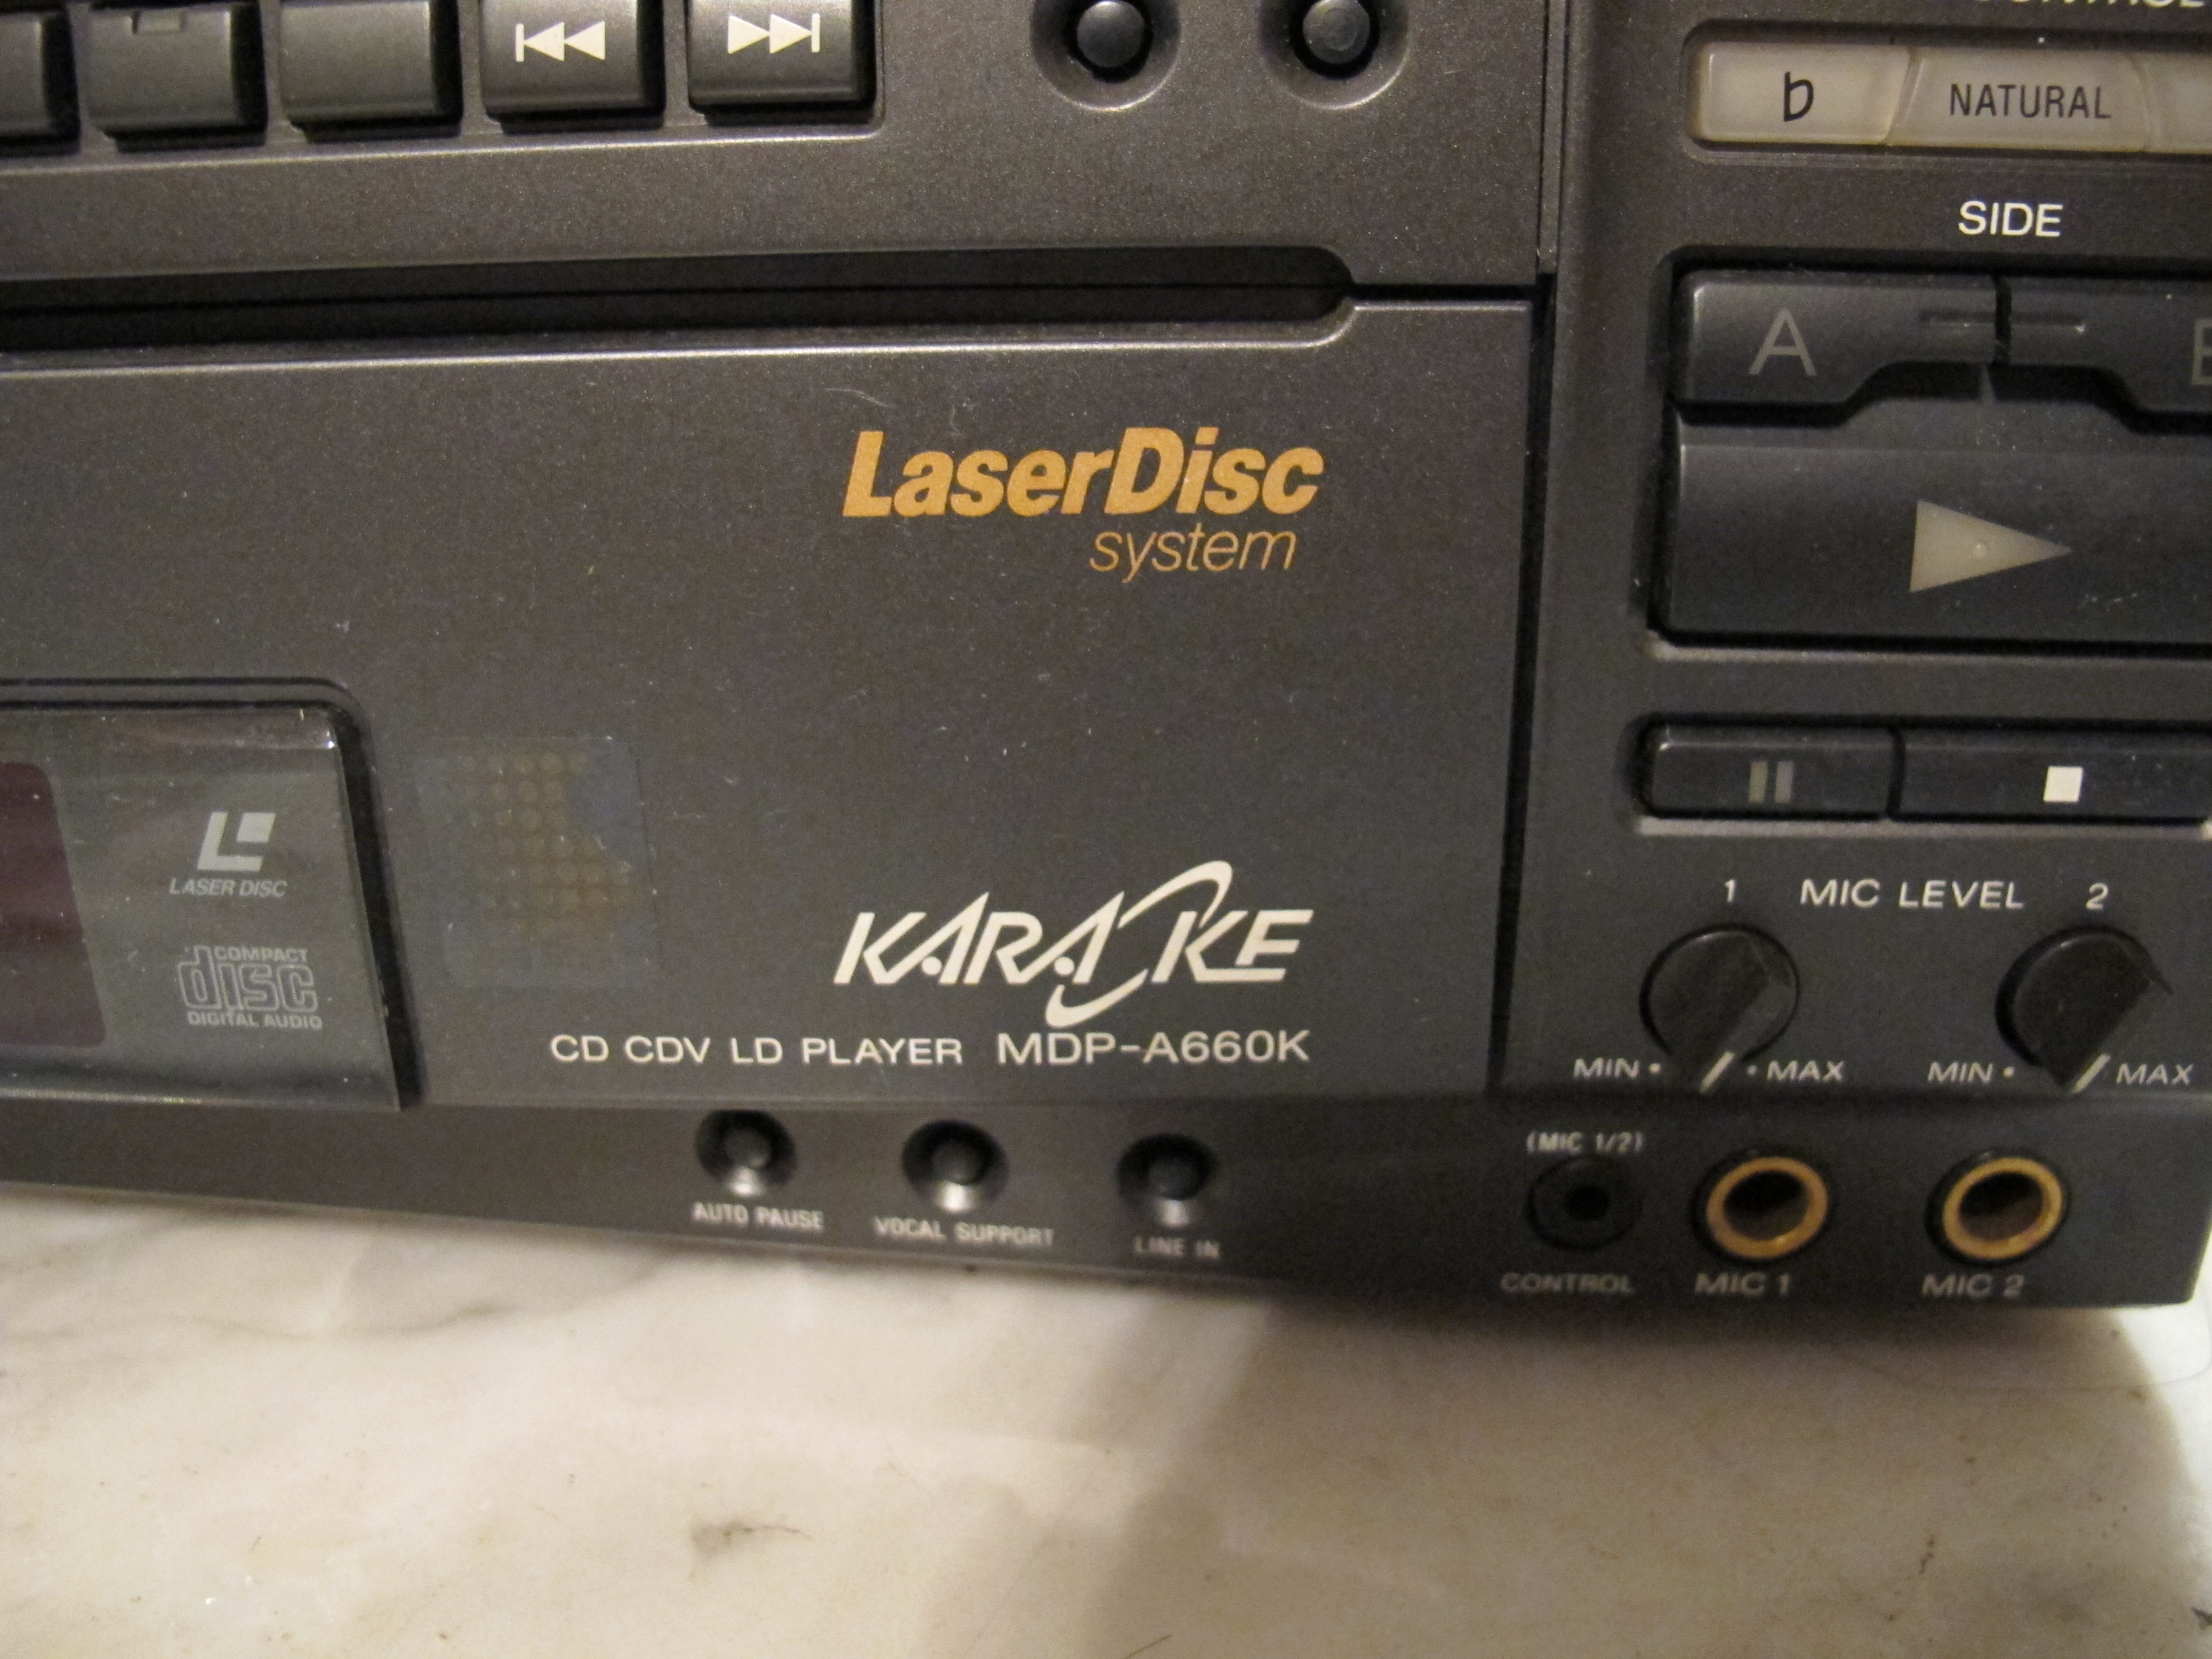 ♭ NATURAL
SIDE
A
LaserDisc
system
LASER DISC
COMPACT
disc
DIGITAL AUDIO
KARAOKE
CD CDV LD PLAYER MDP-A660K
1 MIC LEVEL 2
MIN MAX MIN MAX
AUTO PAUSE VOCAL SUPPORT LINE IN
(MIC 1/2)
CONTROL MIC 1 MIC 2